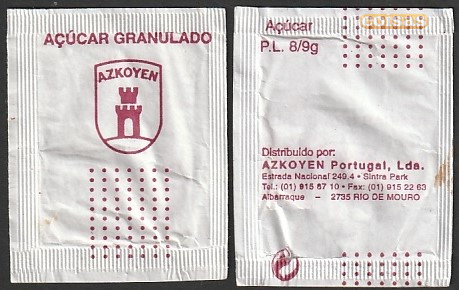 AÇÚCAR GRANULADO
AZKOYEN
Açúcar
coisas
P.L. 8/9g
Distribuído por:
AZKOYEN Portugal, Lda.
Estrada Nacional 249,4 • Sintra Park
Tel.: (01) 915 67 10 • Fax: (01) 915 22 63
Albarraque - 2735 RIO DE MOURO